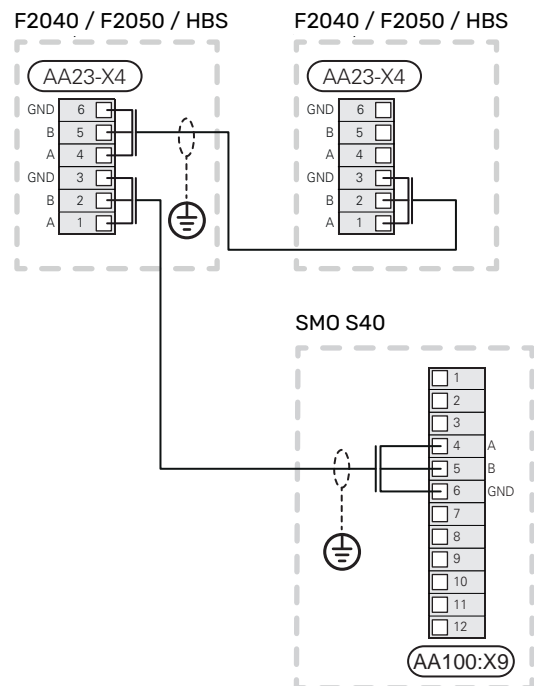 F2040 / F2050 / HBS
AA23-X4
GND 6
B 5
A 4
GND 3
B 2
A 1
F2040 / F2050 / HBS
AA23-X4
GND 6
B 5
A 4
GND 3
B 2
A 1
SMO S40
1
2
3
4 A
5 B
6 GND
7
8
9
10
11
12
AA100:X9